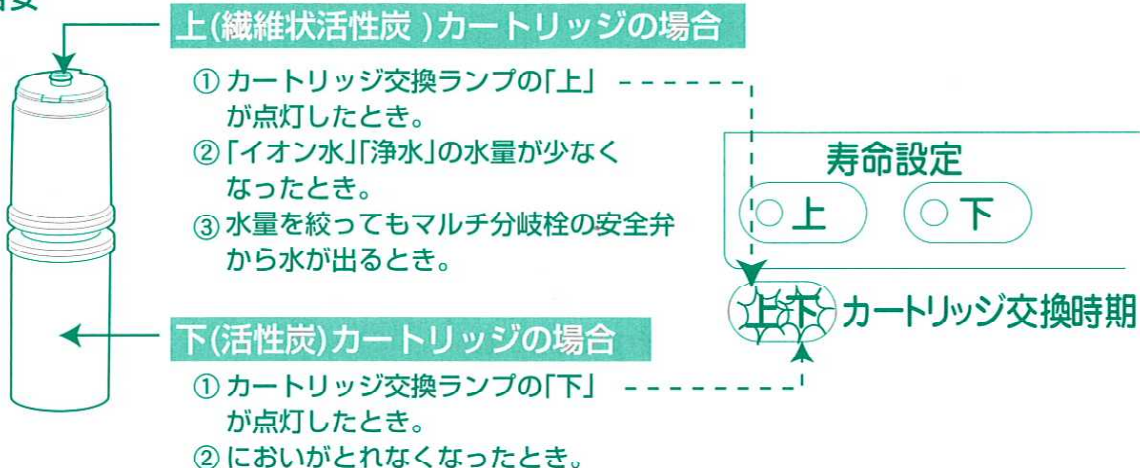 上(繊維状活性炭 )カートリッジの場合
① カートリッジ交換ランプの「上」
が点灯したとき。
② 「イオン水」「浄水」の水量が少なく
なったとき。
③ 水量を絞ってもマルチ分岐栓の安全弁
から水が出るとき。
下(活性炭)カートリッジの場合
① カートリッジ交換ランプの「下」
が点灯したとき。
② においがとれなくなったとき。
寿命設定
上 下
上下 カートリッジ交換時期